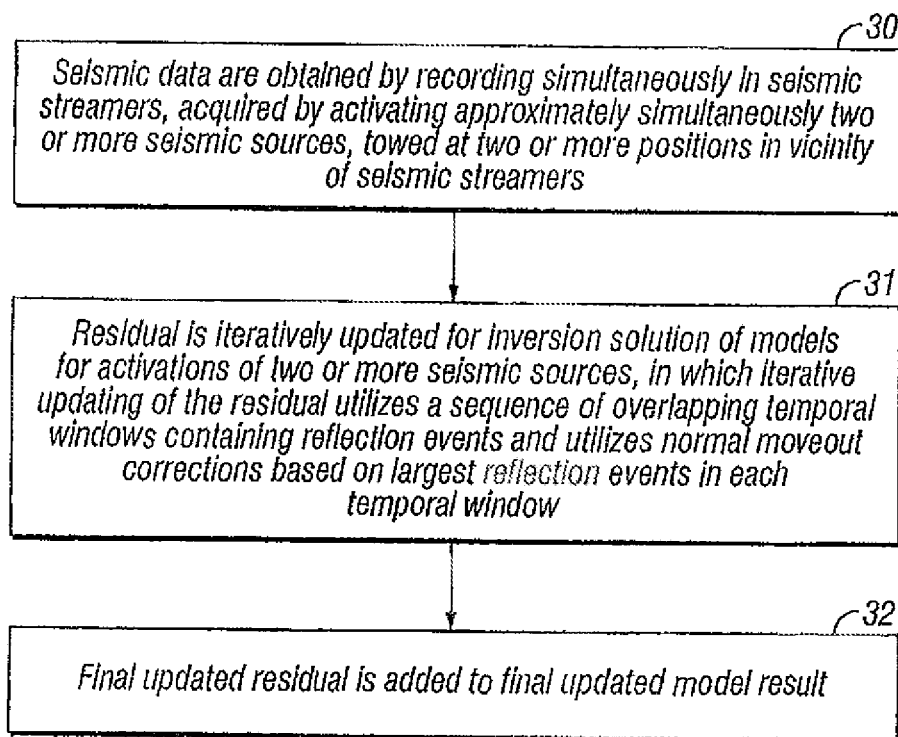 30
Seismic data are obtained by recording simultaneously in seismic
streamers, acquired by activating approximately simultaneously two
or more seismic sources, towed at two or more positions in vicinity
of seismic streamers
31
Residual is iteratively updated for inversion solution of models
for activations of two or more seismic sources, in which iterative
updating of the residual utilizes a sequence of overlapping temporal
windows containing reflection events and utilizes normal moveout
corrections based on largest reflection events in each
temporal window
32
Final updated residual is added to final updated model result